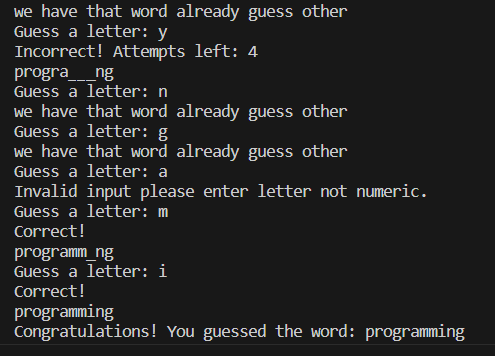 we have that word already guess other
Guess a letter: y
Incorrect! Attempts left: 4
progra___ng
Guess a letter: n
we have that word already guess other
Guess a letter: g
we have that word already guess other
Guess a letter: a
Invalid input please enter letter not numeric.
Guess a letter: m
Correct!
programm_ng
Guess a letter: i
Correct!
programming
Congratulations! You guessed the word: programming